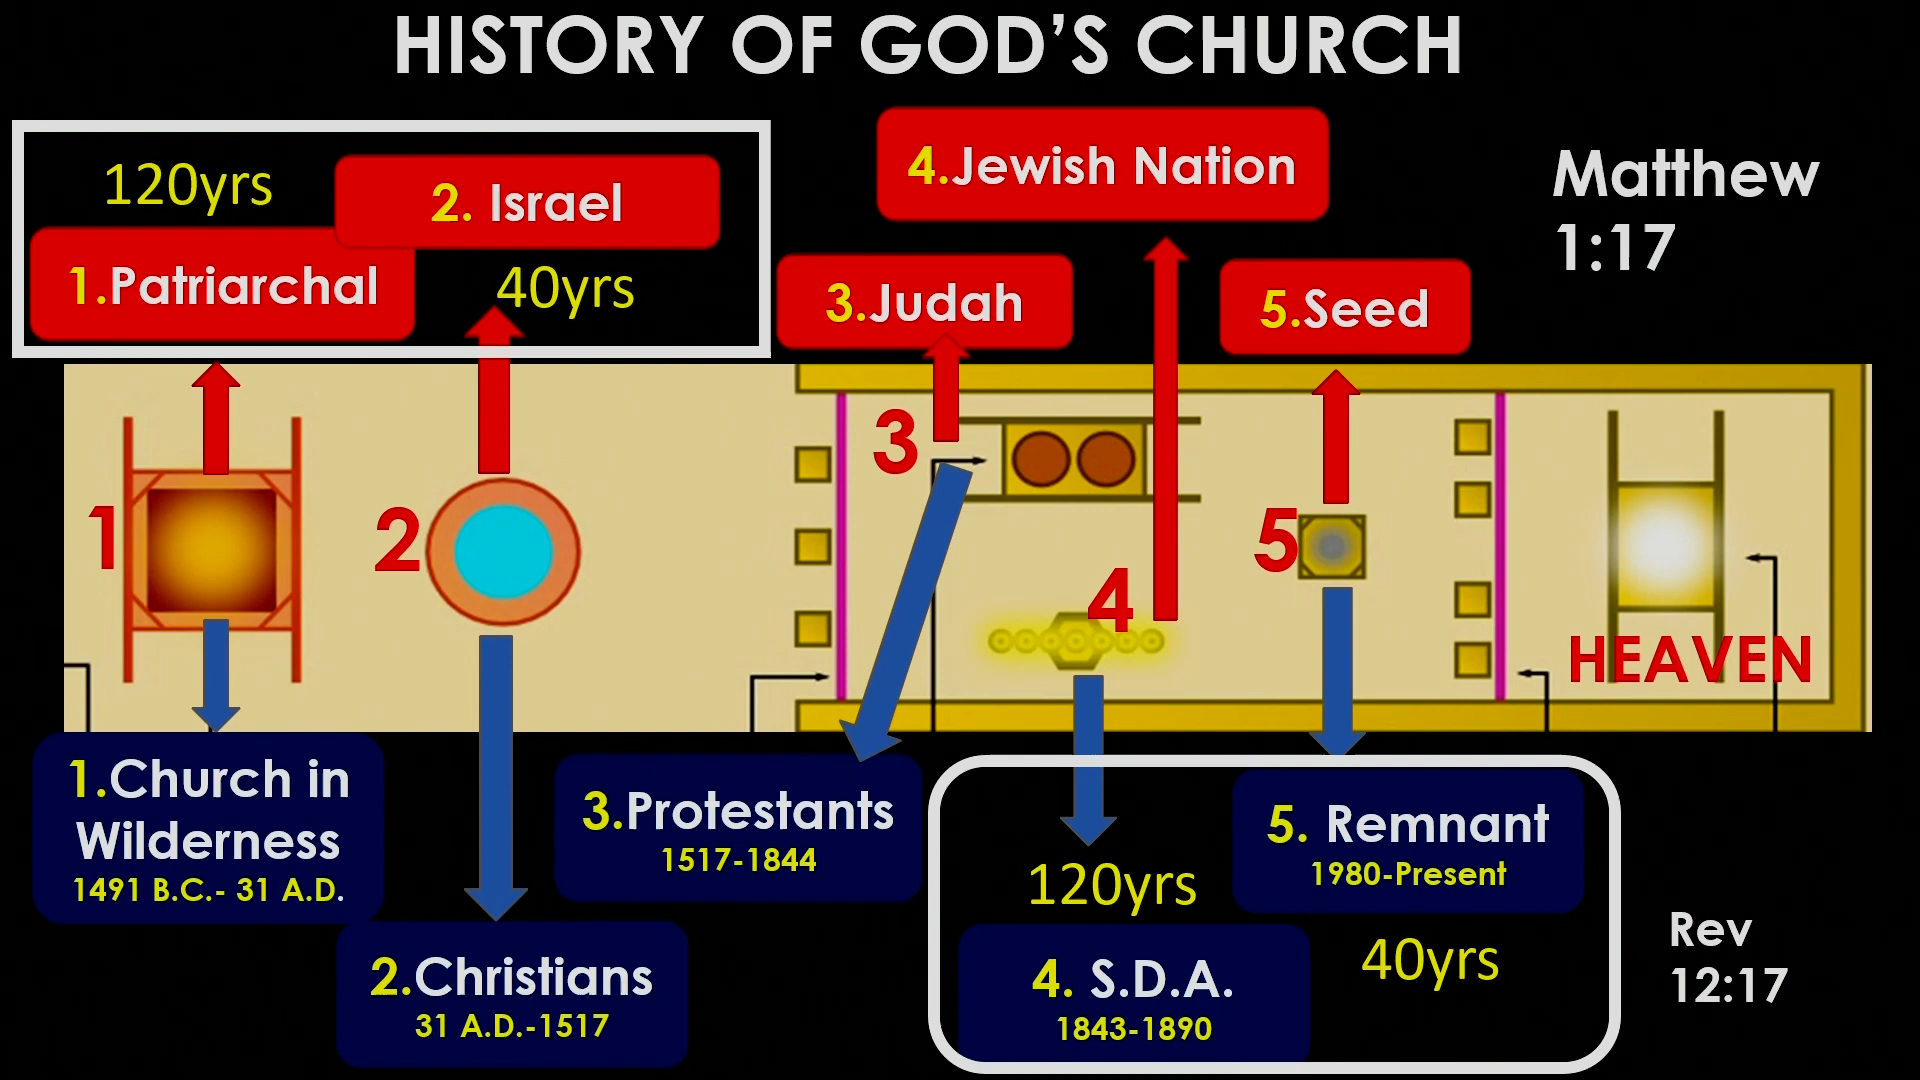 HISTORY OF GOD'S CHURCH
120yrs
2. Israel
1.Patriarchal
40yrs
4.Jewish Nation
3.Judah
5.Seed
Matthew
1:17
1
2
3
4
5
HEAVEN
1.Church in
Wilderness
1491 B.C.- 31 A.D.
2.Christians
31 A.D.-1517
3.Protestants
1517-1844
120yrs
4. S.D.A.
1843-1890
5. Remnant
1980-Present
40yrs
Rev
12:17